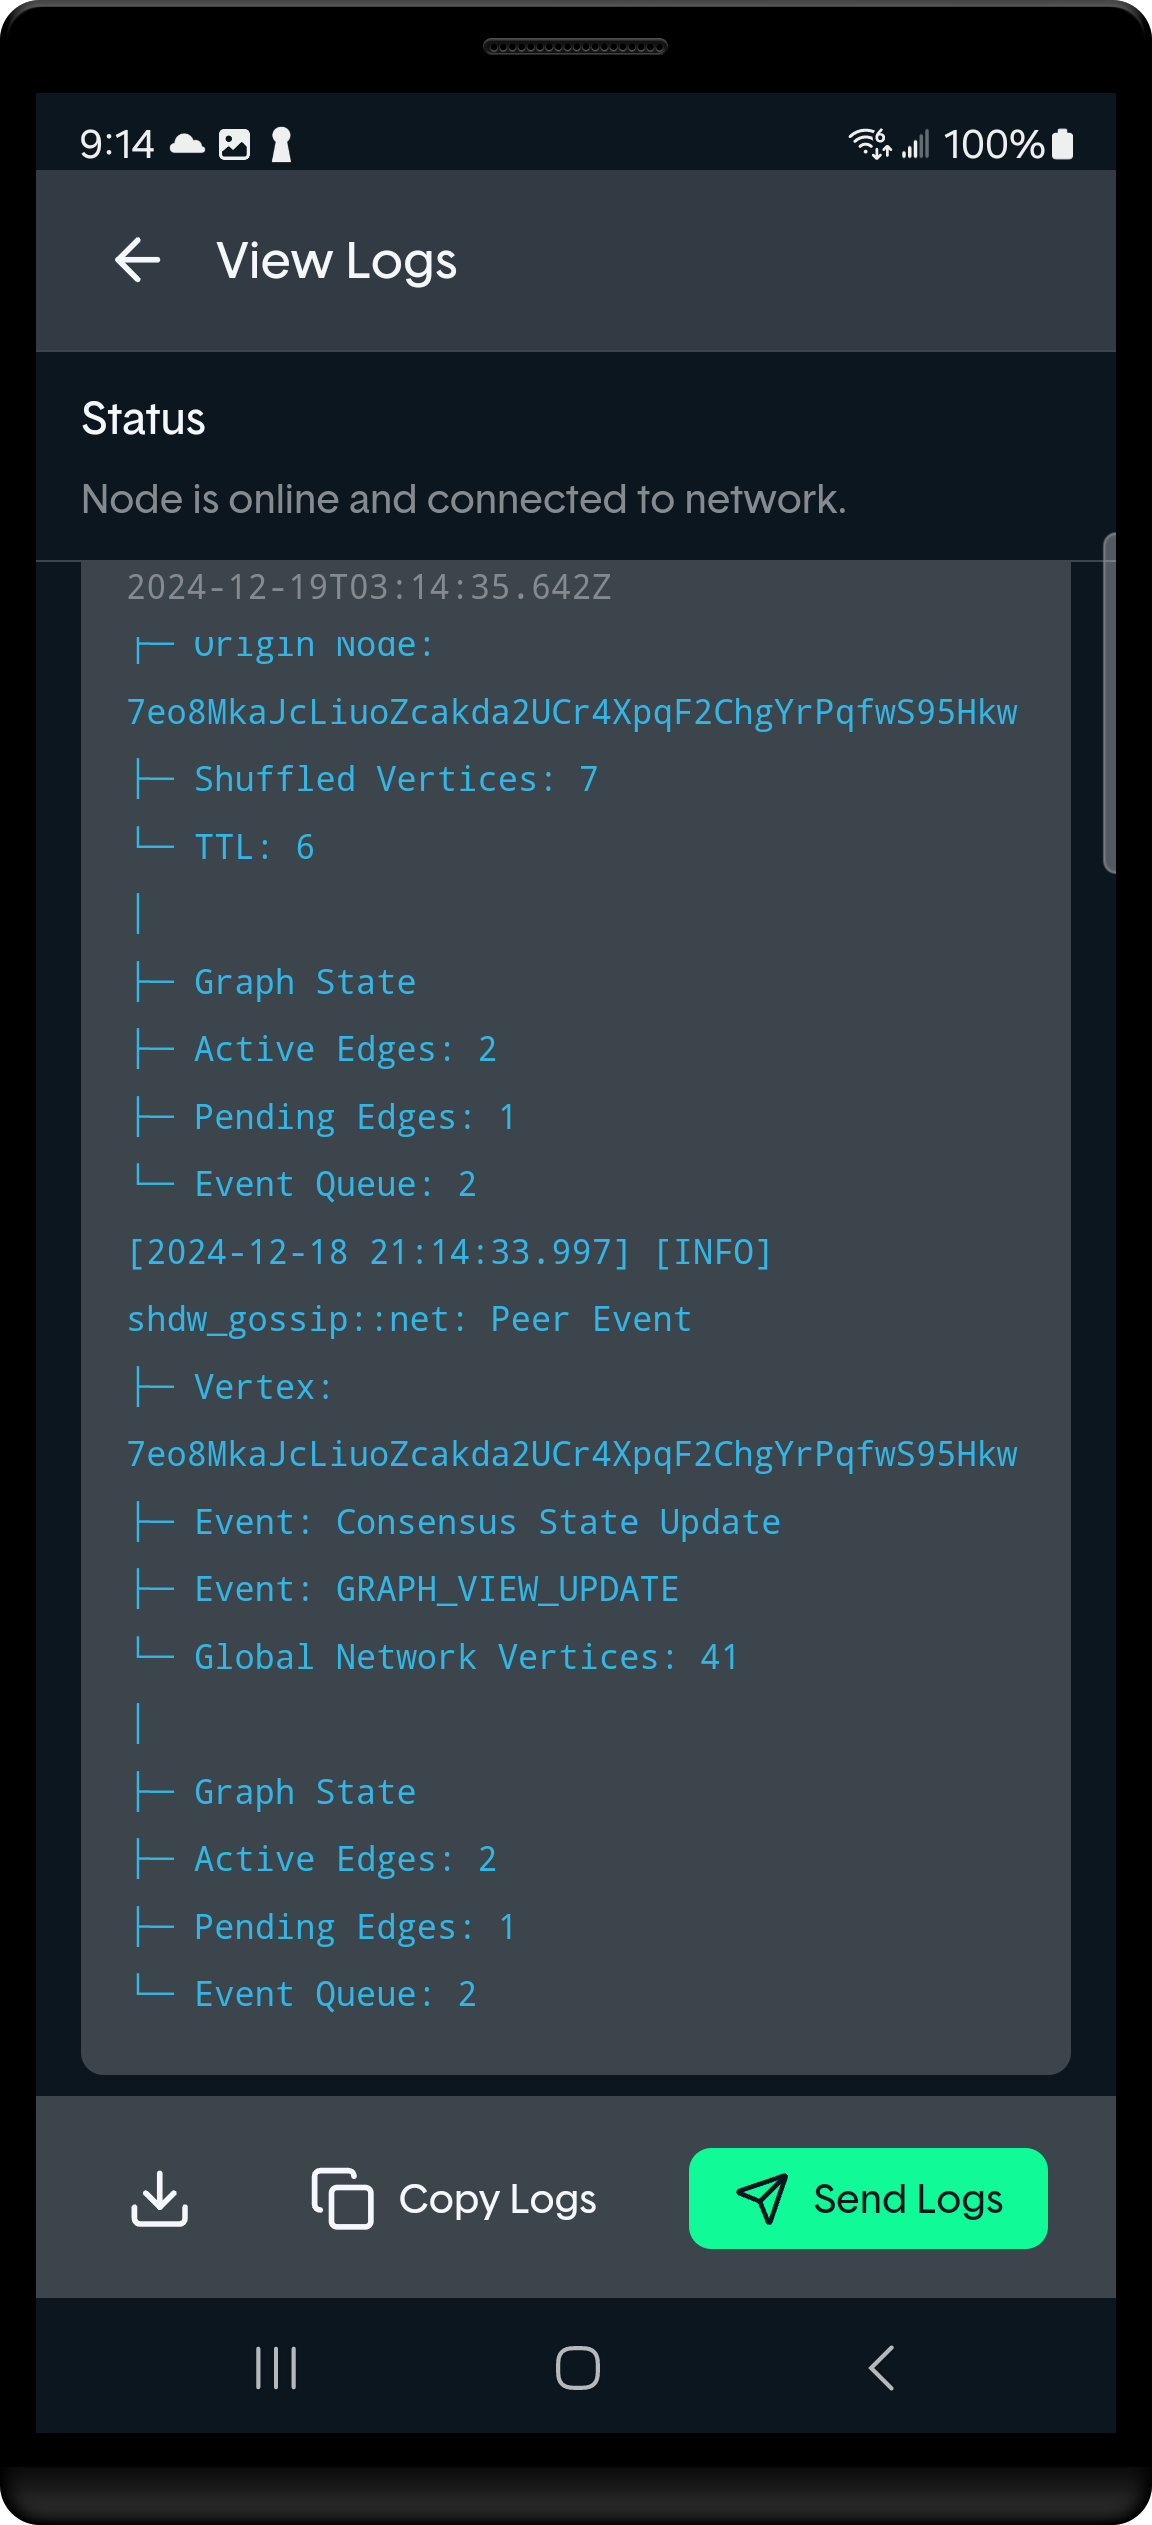 9:14 100%
View Logs
Status
Node is online and connected to network.
2024-12-19T03:14:35.642Z
├─ Origin Node:
7eo8MkaJcLiuoZcakda2UCr4XpqF2ChgYrPqfwS95Hkw
├─ Shuffled Vertices: 7
└─ TTL: 6
│
├─ Graph State
├─ Active Edges: 2
├─ Pending Edges: 1
└─ Event Queue: 2
[2024-12-18 21:14:33.997] [INFO]
shdw_gossip::net: Peer Event
├─ Vertex:
7eo8MkaJcLiuoZcakda2UCr4XpqF2ChgYrPqfwS95Hkw
├─ Event: Consensus State Update
├─ Event: GRAPH_VIEW_UPDATE
└─ Global Network Vertices: 41
│
├─ Graph State
├─ Active Edges: 2
├─ Pending Edges: 1
└─ Event Queue: 2
Copy Logs Send Logs